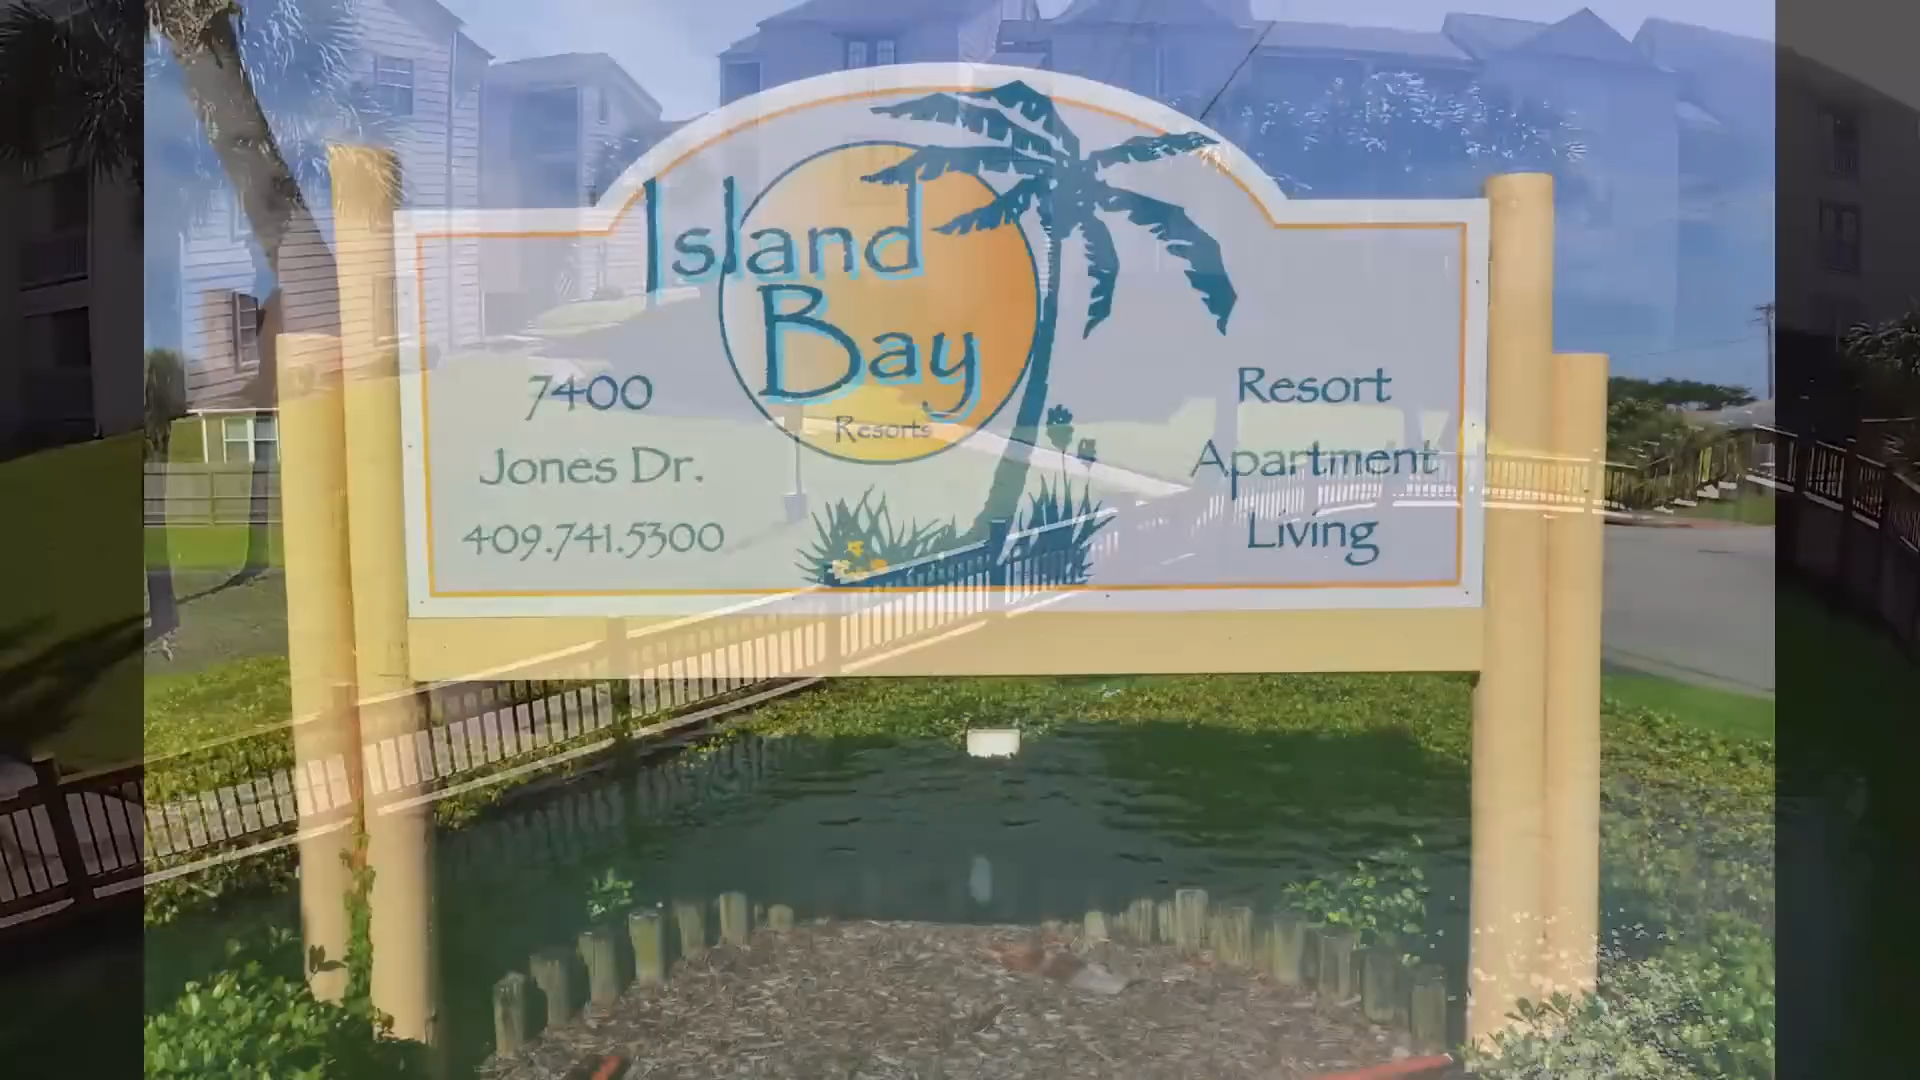 Island
Bay
Resorts
7400
Jones Dr.
409.741.5300
Resort
Apartment
Living